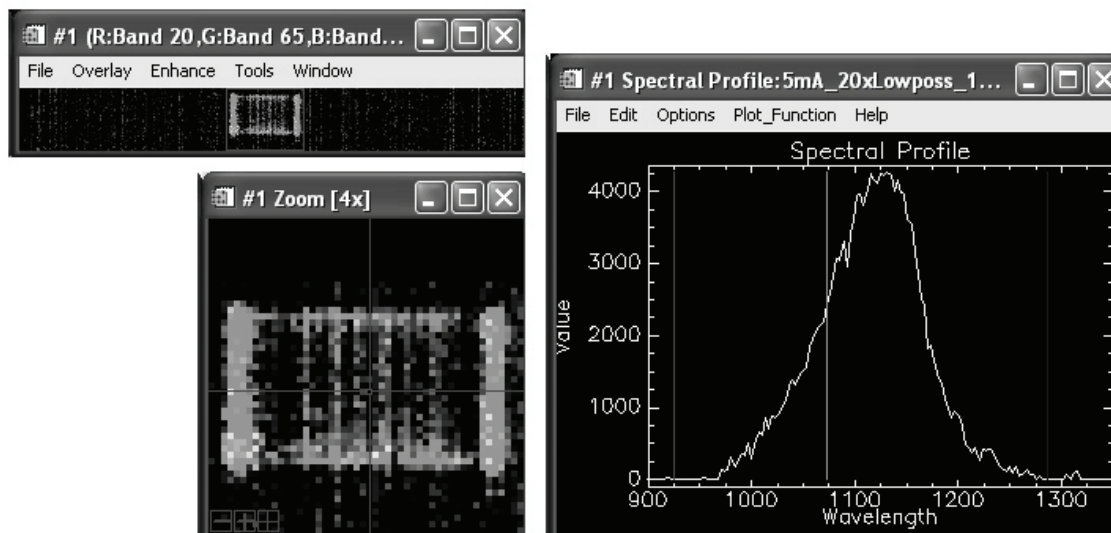 #1 (R:Band 20,G:Band 65,B:Band...
File Overlay Enhance Tools Window
#1 Zoom [4x]
#1 Spectral Profile:5mA_20xLowposs_1...
File Edit Options Plot_Function Help
Spectral Profile
4000
3000
2000
1000
0
Value
900 1000 1100 1200 1300
Wavelength